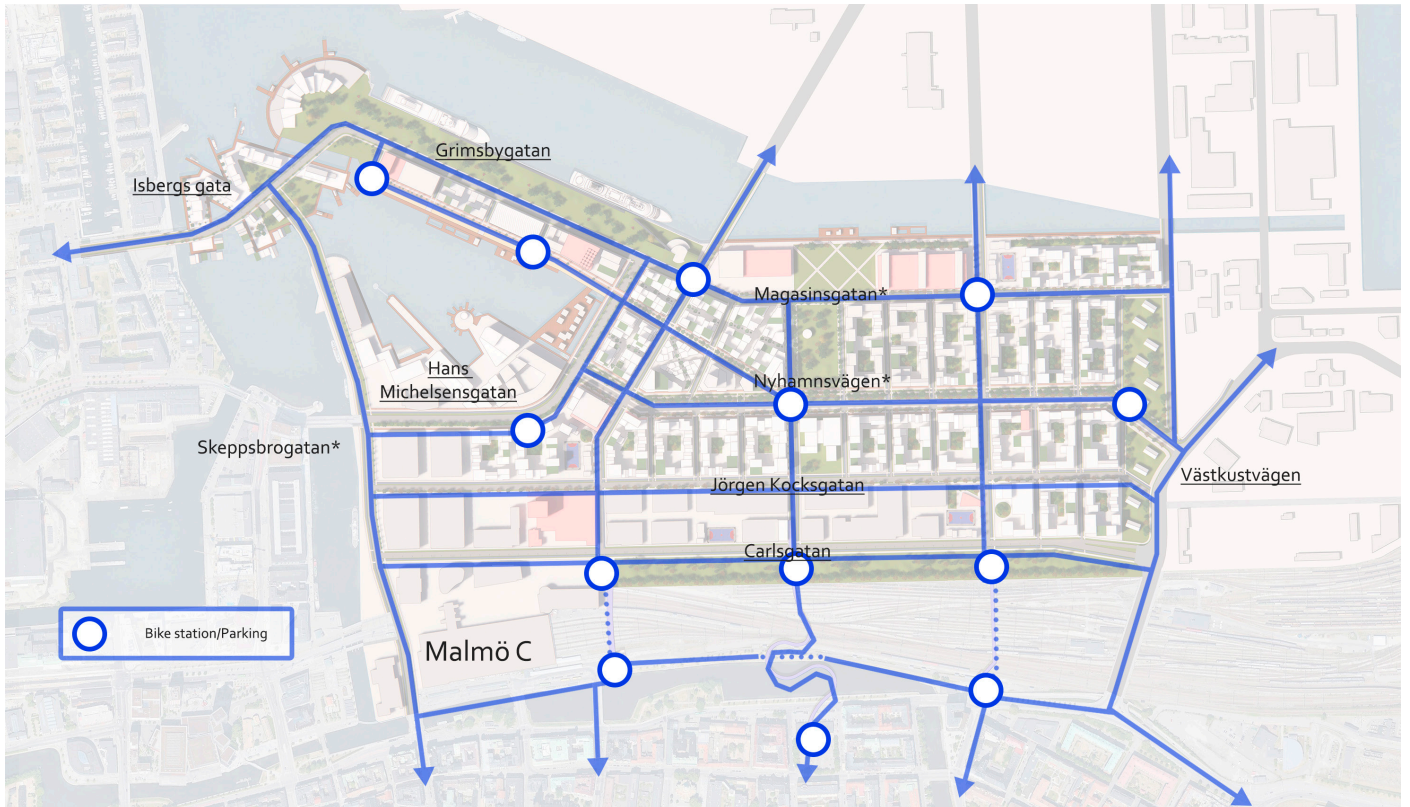 Grimsbygatan
Isbergs gata
Magasinsgatan*
Hans
Michelsensgatan
Nyhamnsvägen*
Skeppsbrogatan*
Jörgen Kocksgatan
Västkustvägen
Carlsgatan
Bike station/Parking
Malmö C